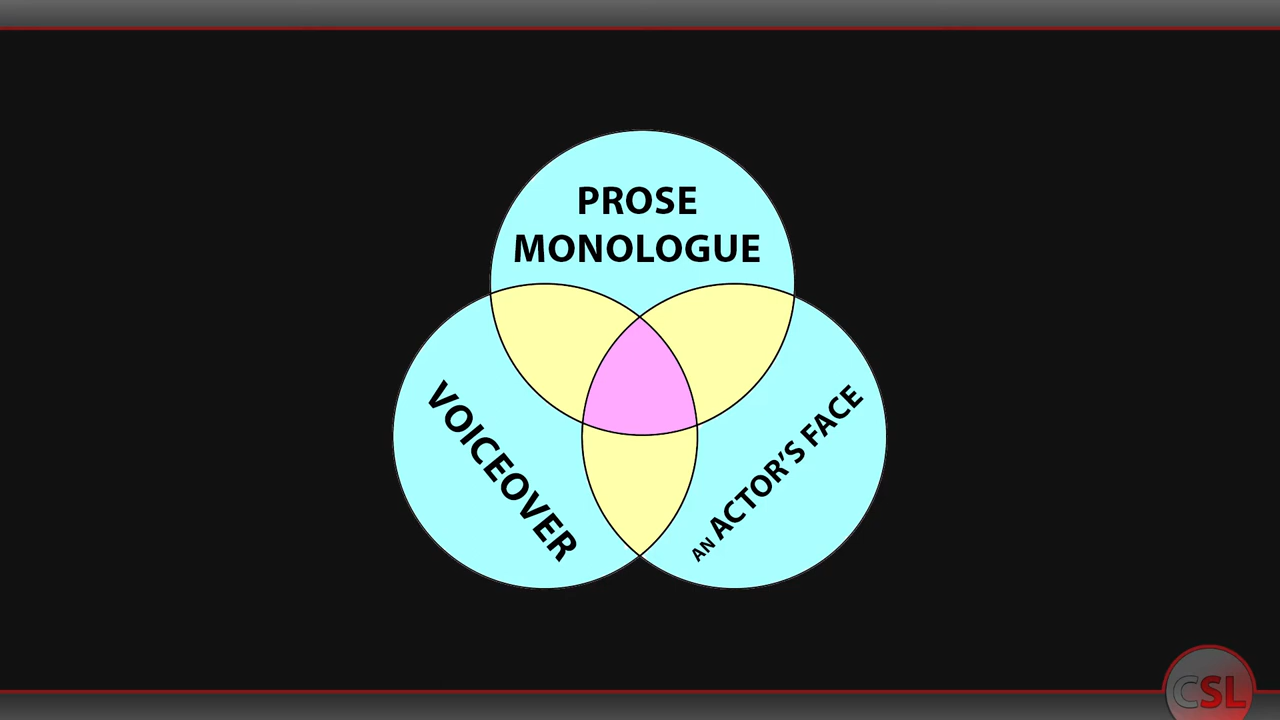 PROSE
MONOLOGUE
VOICEOVER
AN ACTOR'S FACE
CSL